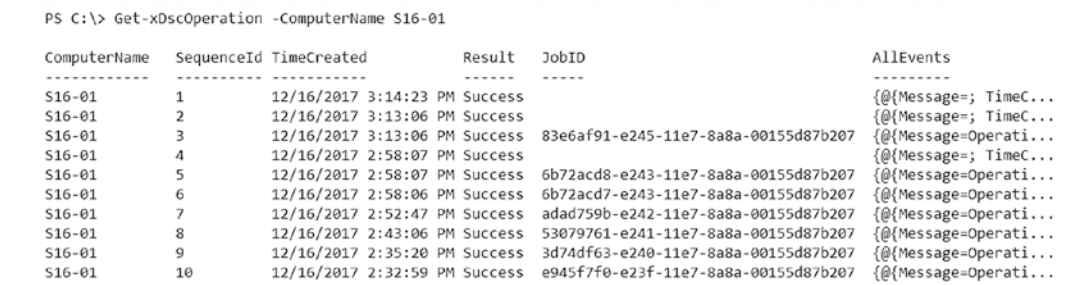 PS C:\> Get-xDscOperation -ComputerName S16-01
ComputerName SequenceId TimeCreated Result JobID AllEvents
------------ ---------- ----------- ------ ----- ---------
S16-01 1 12/16/2017 3:14:23 PM Success {@{Message=; TimeC...
S16-01 2 12/16/2017 3:13:06 PM Success {@{Message=; TimeC...
S16-01 3 12/16/2017 3:13:06 PM Success 83e6af91-e245-11e7-8a8a-00155d87b207 {@{Message=Operati...
S16-01 4 12/16/2017 2:58:07 PM Success {@{Message=; TimeC...
S16-01 5 12/16/2017 2:58:07 PM Success 6b72acd8-e243-11e7-8a8a-00155d87b207 {@{Message=Operati...
S16-01 6 12/16/2017 2:58:06 PM Success 6b72acd7-e243-11e7-8a8a-00155d87b207 {@{Message=Operati...
S16-01 7 12/16/2017 2:52:47 PM Success adad759b-e242-11e7-8a8a-00155d87b207 {@{Message=Operati...
S16-01 8 12/16/2017 2:43:06 PM Success 53079761-e241-11e7-8a8a-00155d87b207 {@{Message=Operati...
S16-01 9 12/16/2017 2:35:20 PM Success 3d74df63-e240-11e7-8a8a-00155d87b207 {@{Message=Operati...
S16-01 10 12/16/2017 2:32:59 PM Success e945f7f0-e23f-11e7-8a8a-00155d87b207 {@{Message=Operati...